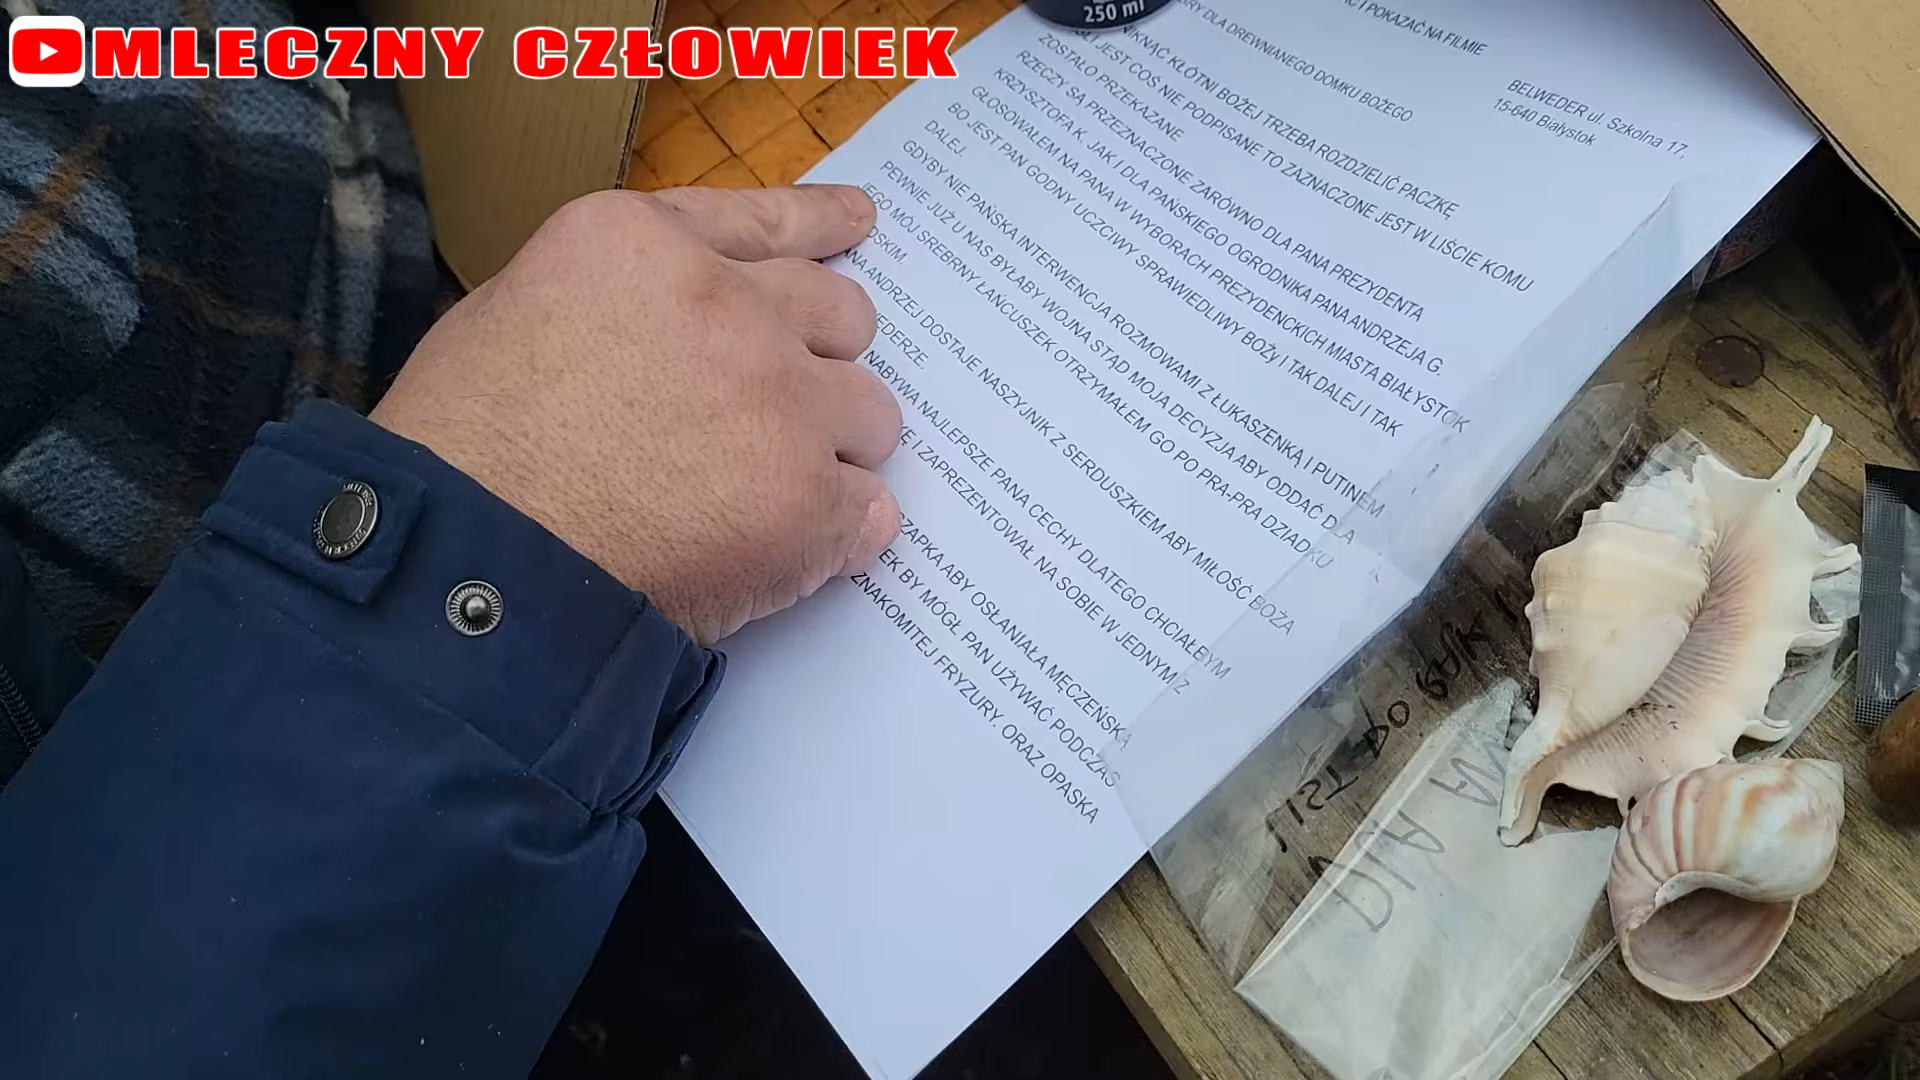 MLECZNY CZŁOWIEK
250 ml
POKAZAĆ NA FILMIE
BELWEDER ul. Szkolna 17,
15-640 Białystok
DLA DREWNIANEGO DOMKU BOŻEGO
KŁÓTNI BOŻEJ TRZEBA ROZDZIELIĆ PACZKĘ
JEST COŚ NIE PODPISANE TO ZAZNACZONE JEST W LIŚCIE KOMU
ZOSTAŁO PRZEKAZANE
RZECZY SĄ PRZEZNACZONE ZARÓWNO DLA PANA PREZYDENTA
KRZYSZTOFA K. JAK I DLA PAŃSKIEGO OGRODNIKA PANA ANDRZEJA G.
GŁOSOWAŁEM NA PANA W WYBORACH PREZYDENCKICH MIASTA BIAŁYSTOK
BO JEST PAN GODNY UCZCIWY SPRAWIEDLIWY BOŻy I TAK DALEJ I TAK
DALEJ.
GDYBY NIE PAŃSKA INTERWENCJA ROZMOWAMI Z ŁUKASZENKĄ I PUTINEM
PEWNIE JUŻ U NAS BYŁABY WOJNA STĄD MOJA DECYZJA ABY ODDAĆ DLA
MÓJ SREBRNY ŁAŃCUSZEK OTRZYMAŁEM GO PO PRA-PRA DZIADKU
ANDRZEJ DOSTAJE NASZYJNIK Z SERDUSZKIEM ABY MIŁOŚĆ BOŻA
NABYWA NAJLEPSZE PANA CECHY DLATEGO CHCIAŁBYM
I ZAPREZENTOWAŁ NA SOBIE W JEDNYM Z
CZAPKA ABY OSŁANIAŁA MĘCZEŃSKĄ
BY MÓGŁ PAN UŻYWAĆ PODCZAS
ZNAKOMITEJ FRYZURY. ORAZ OPASKA
LIST DO